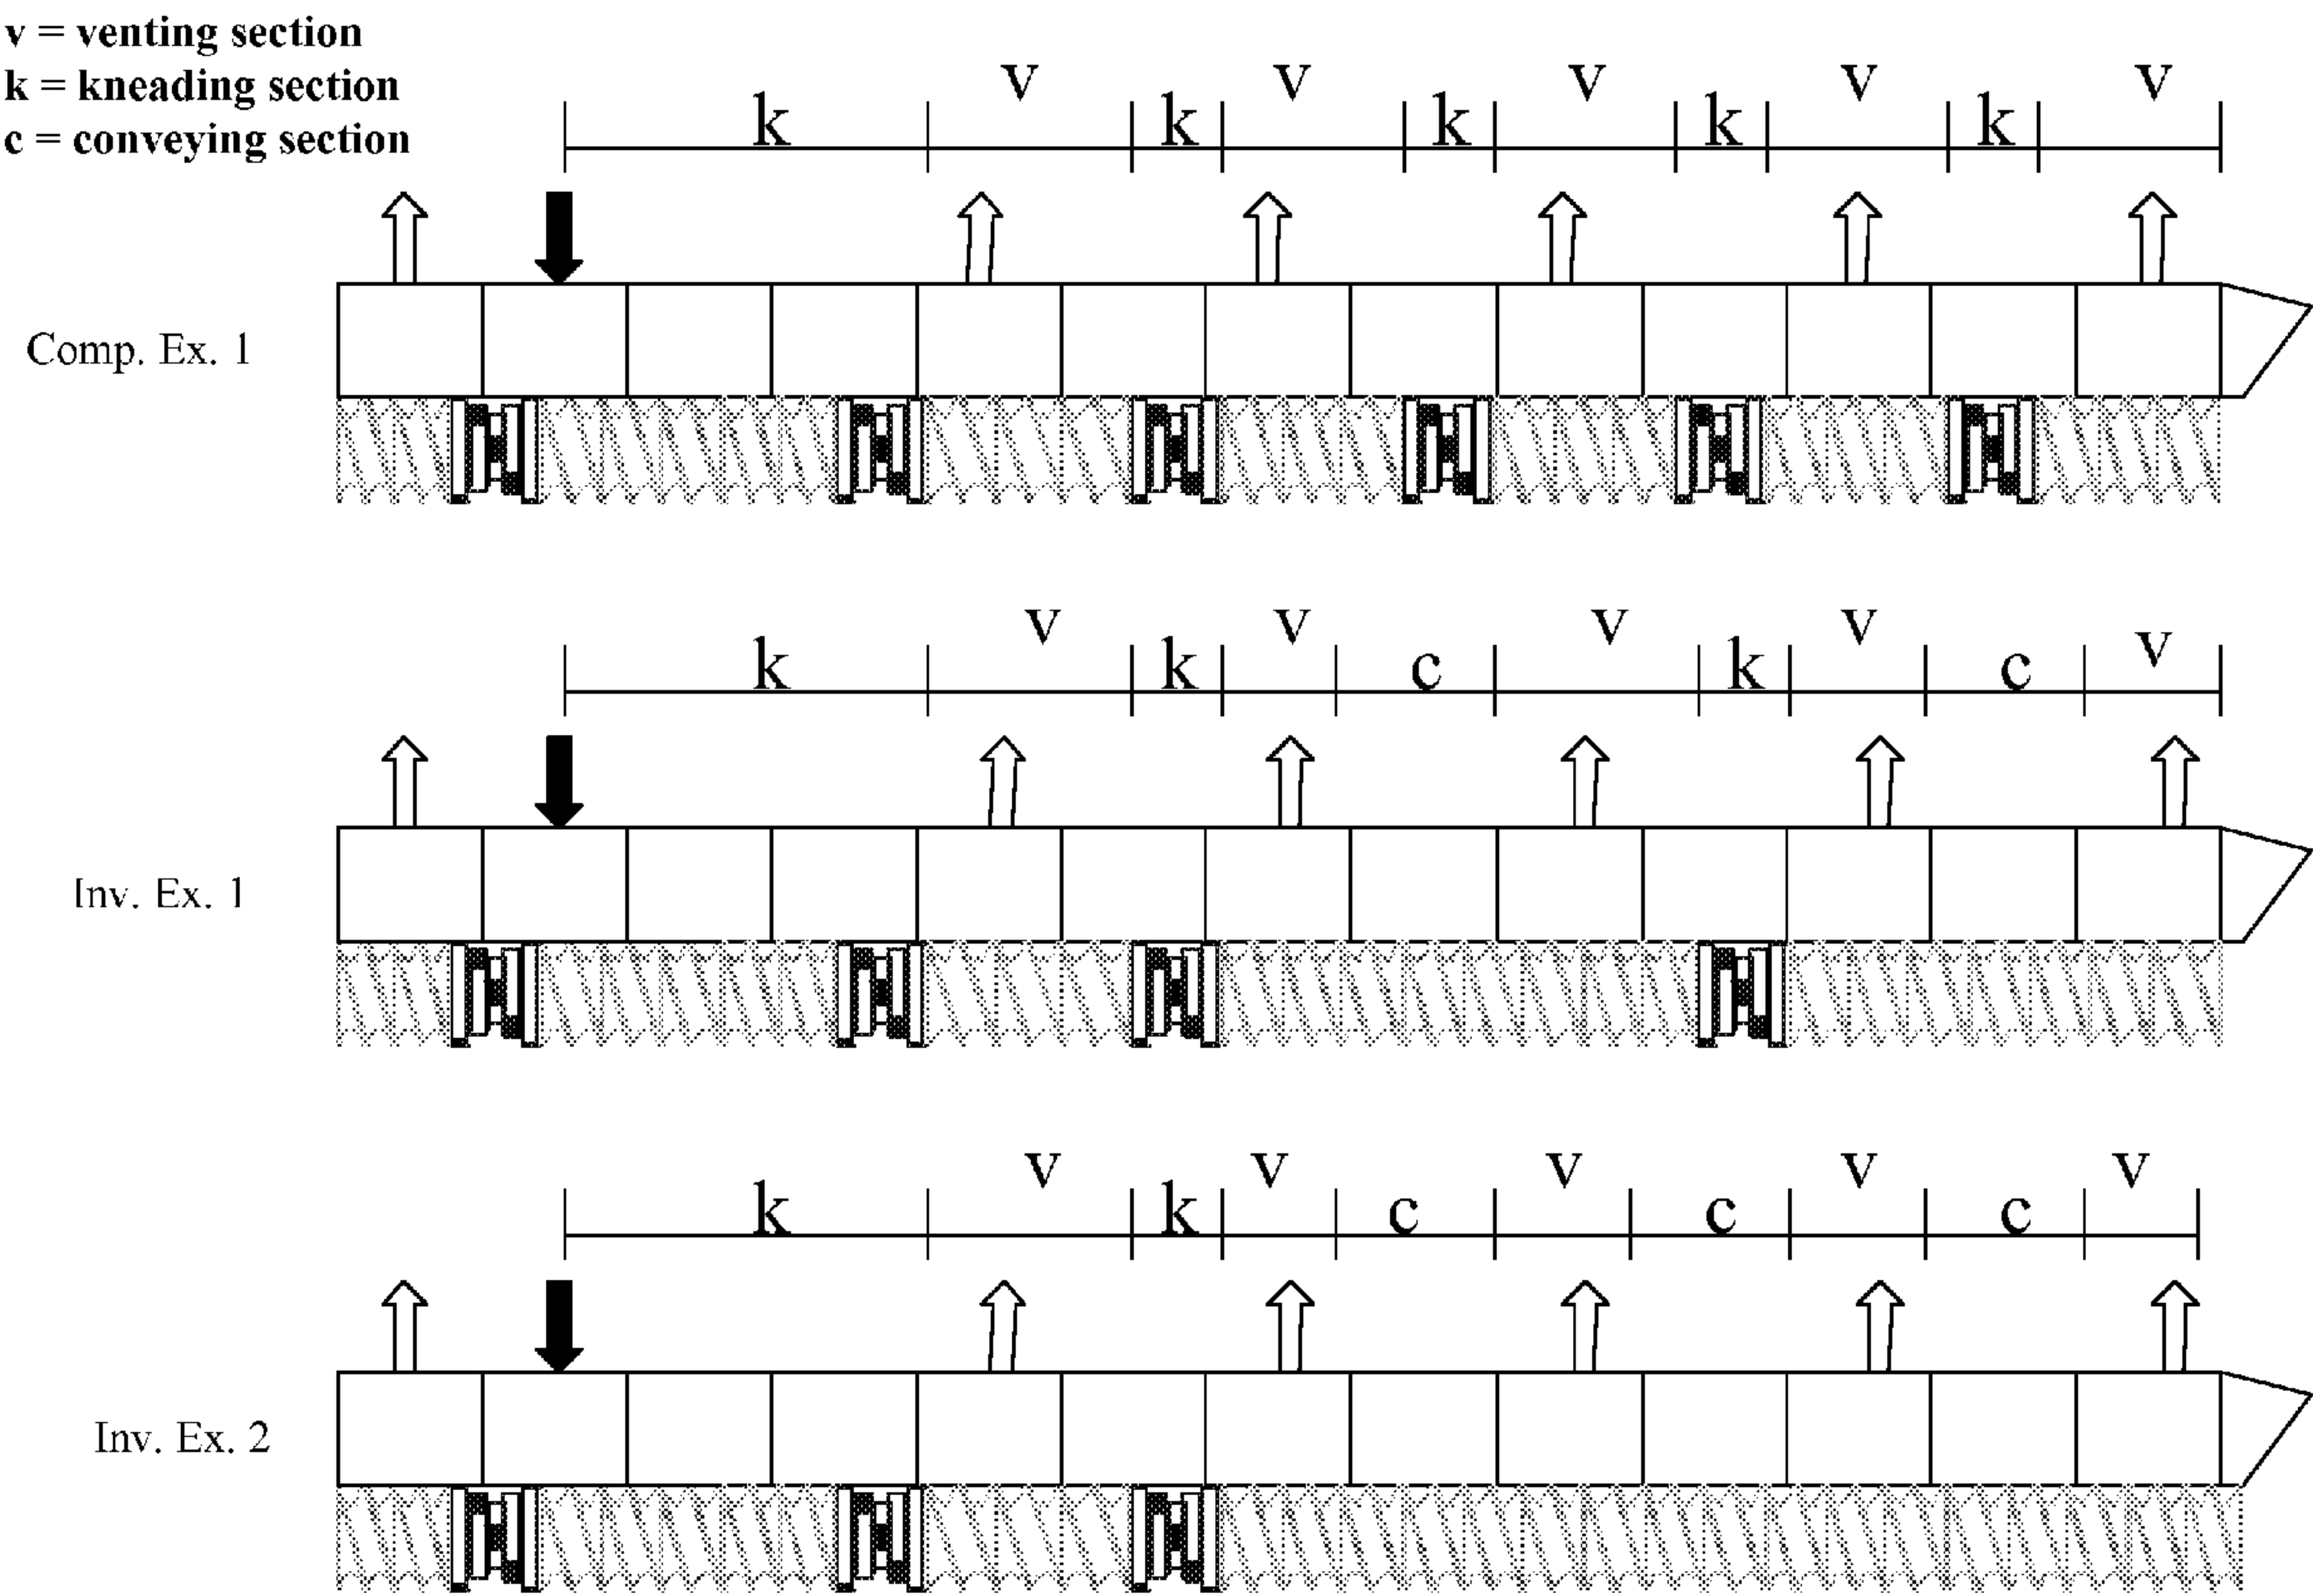 v = venting section
k = kneading section
c = conveying section
k v k v k v k v k v
Comp. Ex. 1
k v k v c v k v c v
Inv. Ex. 1
k v k v c v c v c v
Inv. Ex. 2